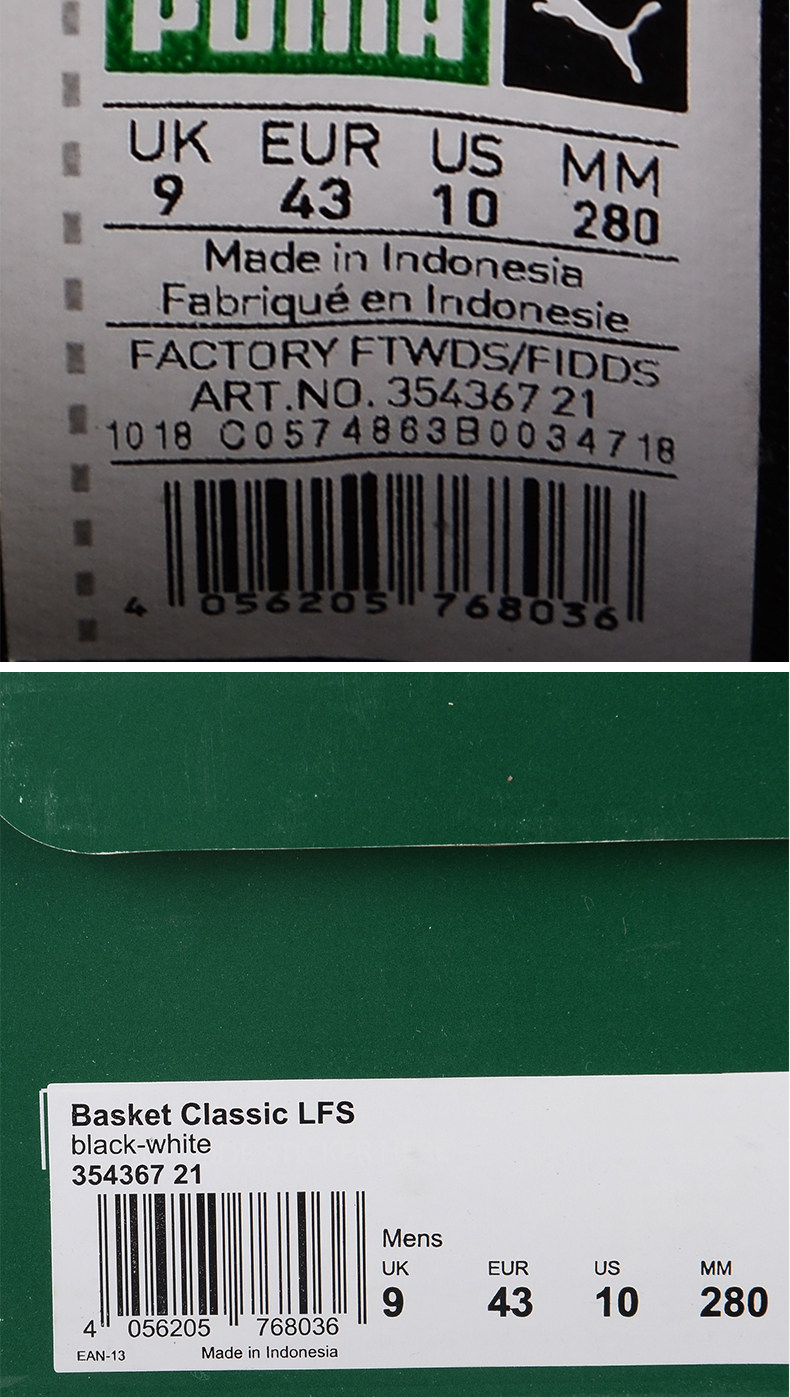 PUMA
UK EUR US MM
9 43 10 280
Made in Indonesia
Fabriqué en Indonesie
FACTORY FTWDS/FIDDS
ART.NO. 354367 21
1018 C0574863B0034718
4 056205 768036
Basket Classic LFS
black-white
354367 21
Mens
UK EUR US MM
9 43 10 280
4 056205 768036
EAN-13 Made in Indonesia